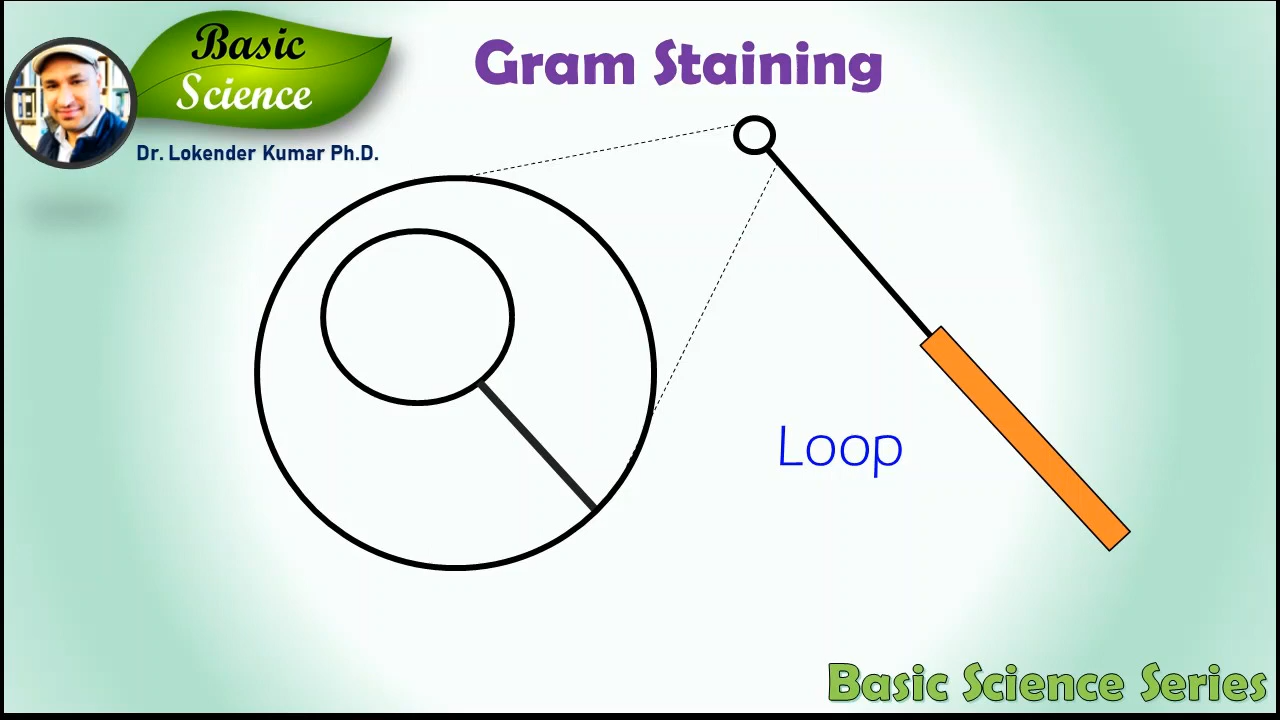 Basic
Science
Dr. Lokender Kumar Ph.D.
Gram Staining
Loop
Basic Science Series